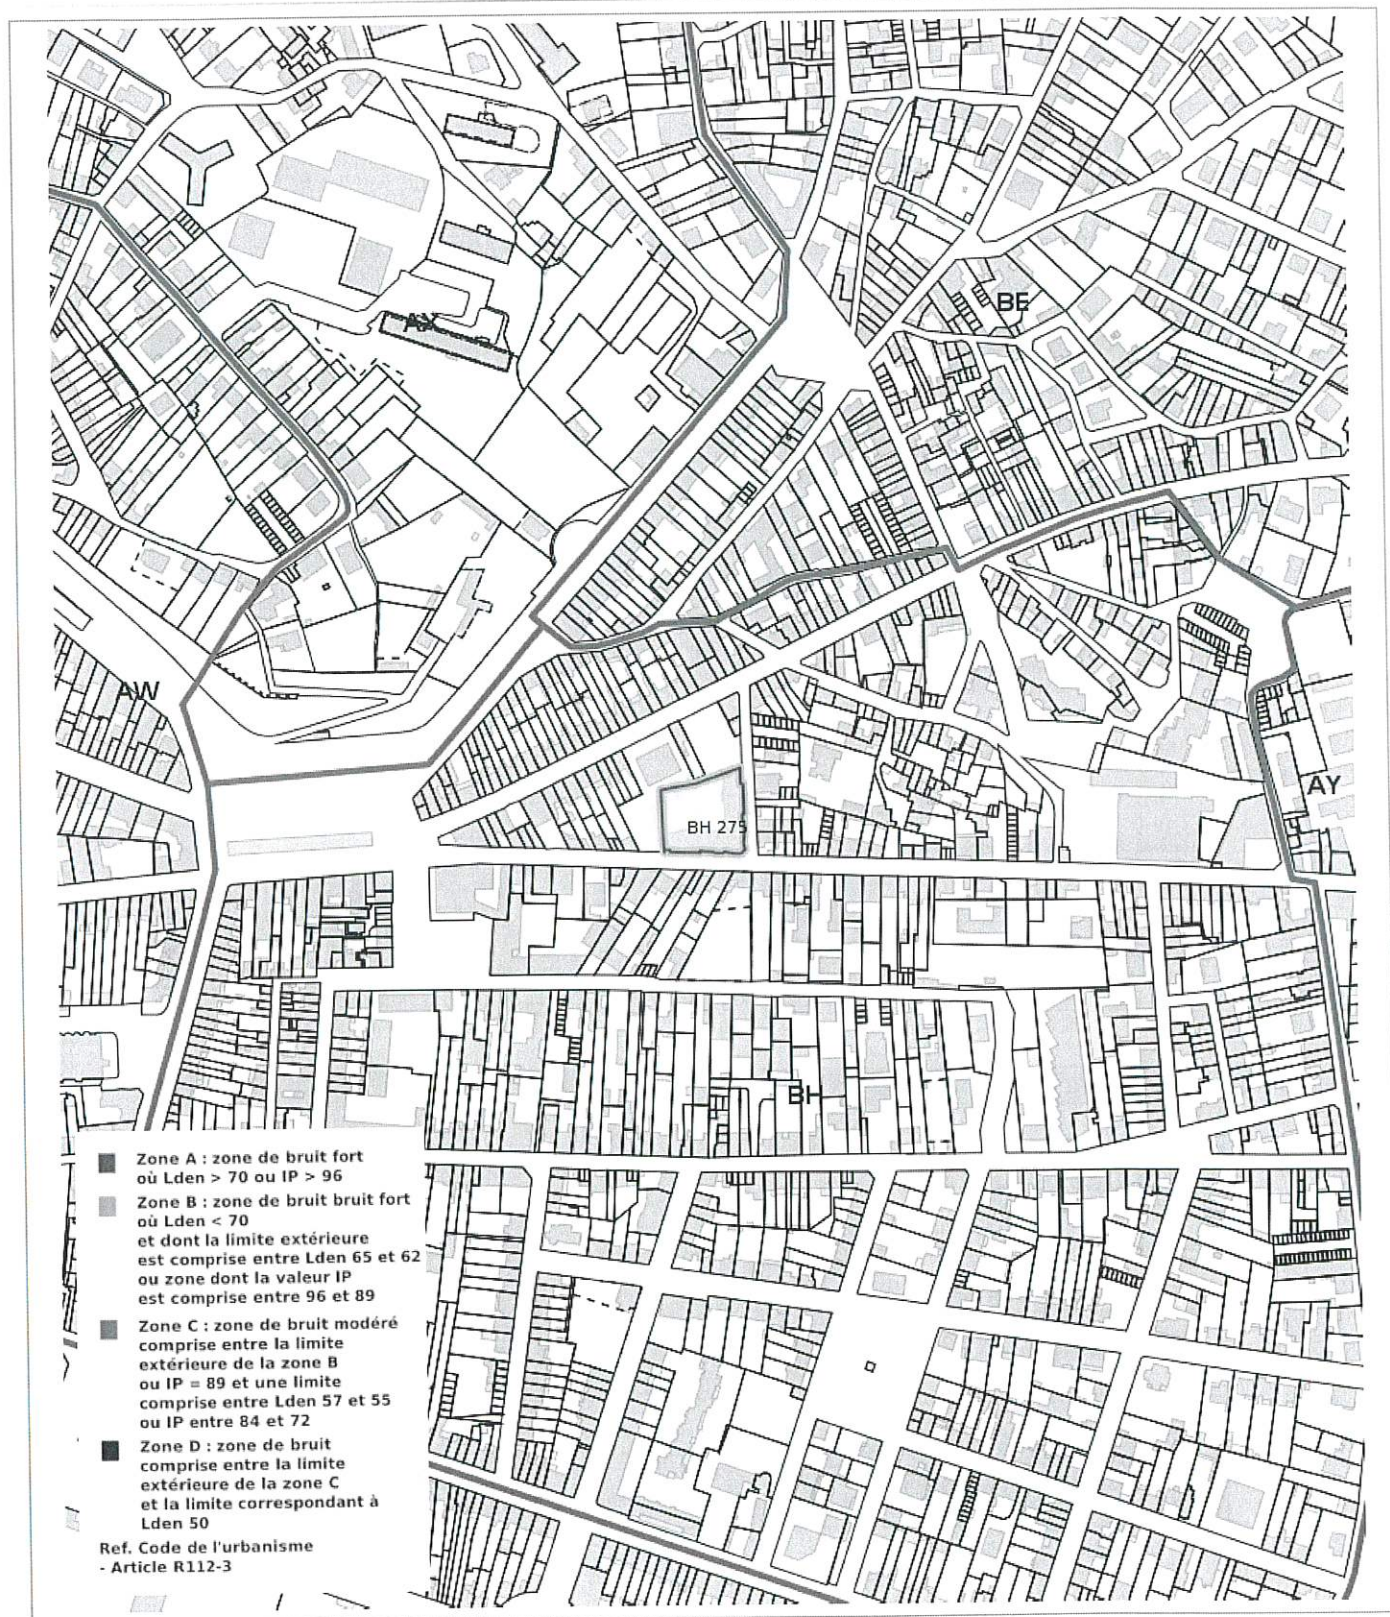 BE
AW
BH 275
AY
BH
Zone A : zone de bruit fort
où Lden > 70 ou IP > 96
Zone B : zone de bruit bruit fort
où Lden < 70
et dont la limite extérieure
est comprise entre Lden 65 et 62
ou zone dont la valeur IP
est comprise entre 96 et 89
Zone C : zone de bruit modéré
comprise entre la limite
extérieure de la zone B
ou IP = 89 et une limite
comprise entre Lden 57 et 55
ou IP entre 84 et 72
Zone D : zone de bruit
comprise entre la limite
extérieure de la zone C
et la limite correspondant à
Lden 50
Ref. Code de l'urbanisme
- Article R112-3